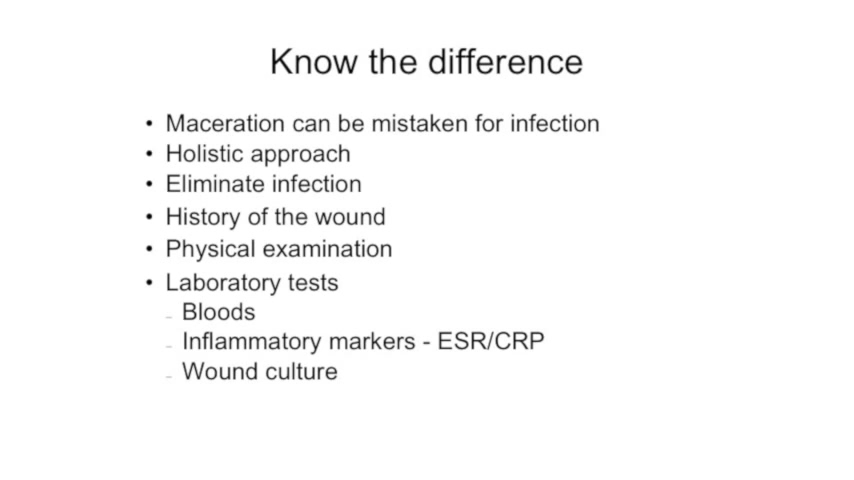 Know the difference
• Maceration can be mistaken for infection
• Holistic approach
• Eliminate infection
• History of the wound
• Physical examination
• Laboratory tests
– Bloods
– Inflammatory markers - ESR/CRP
– Wound culture